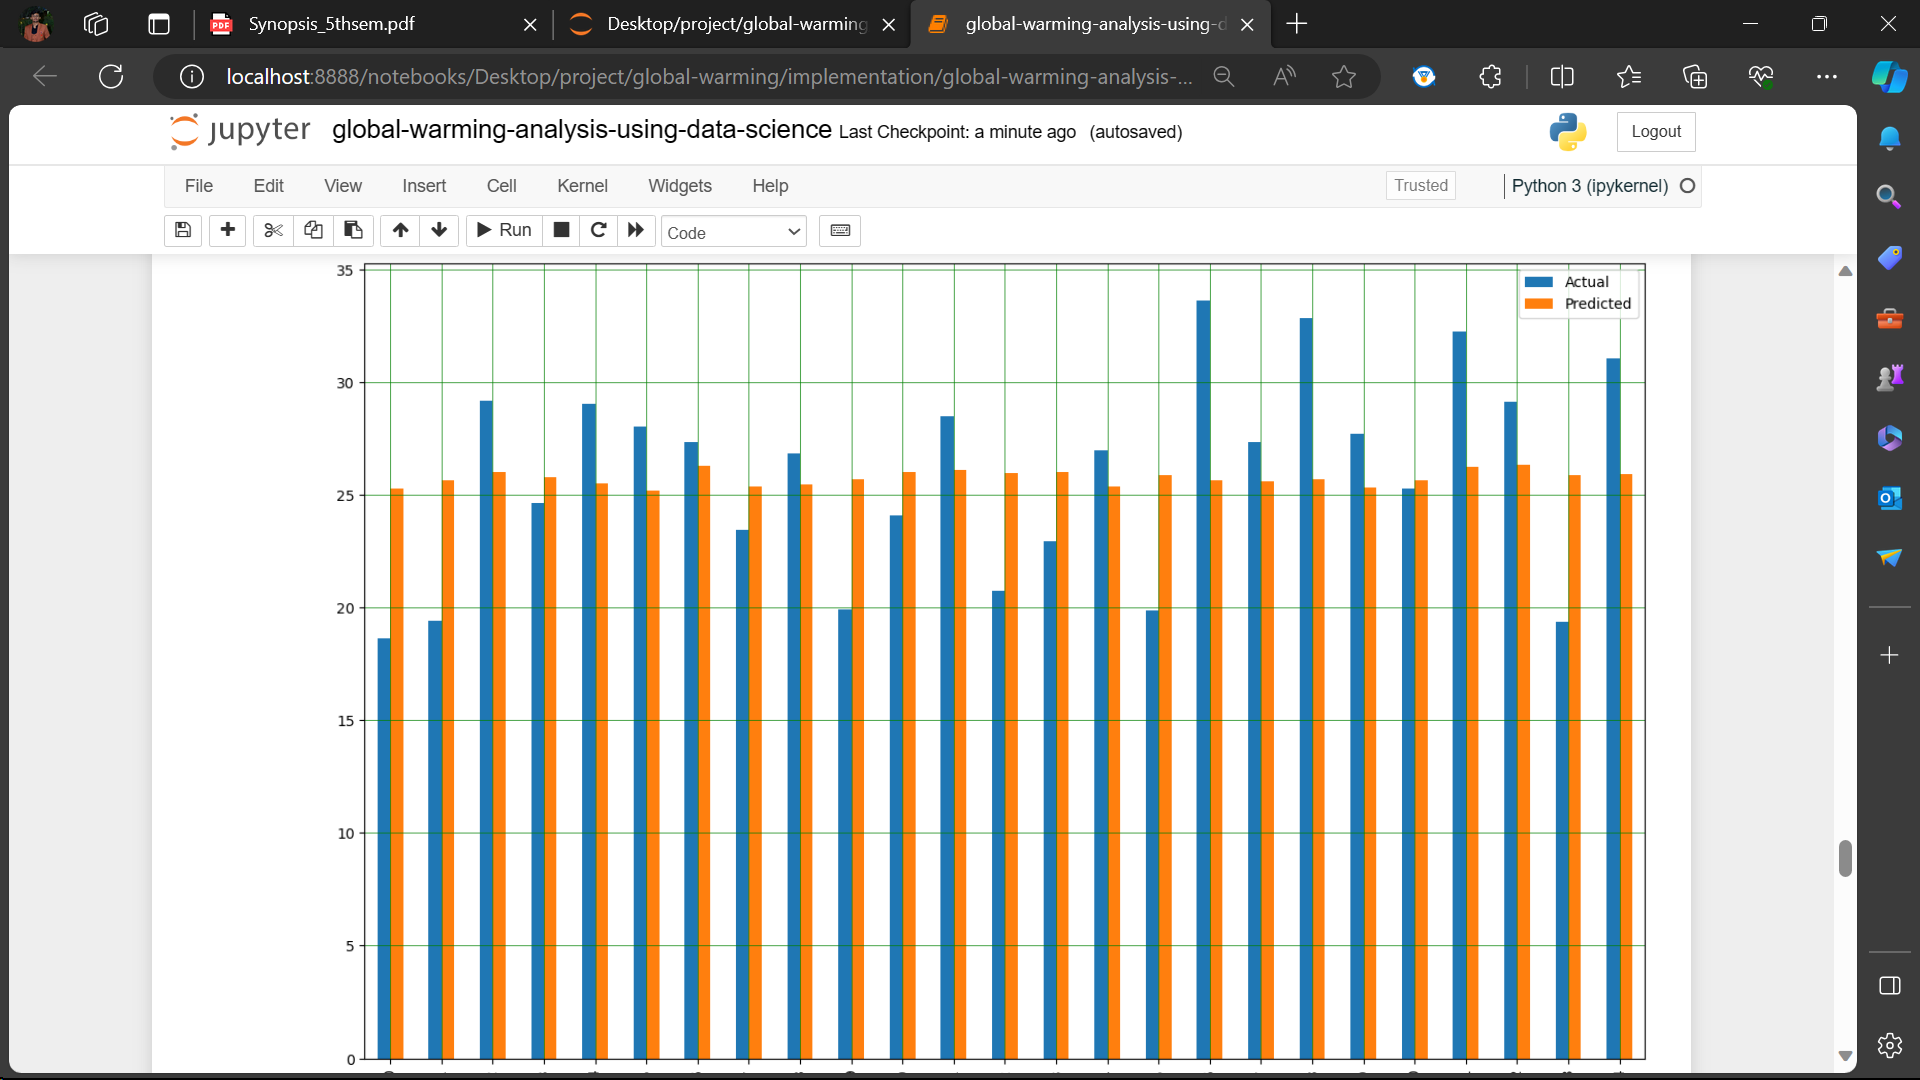 Synopsis_5thsem.pdf
Desktop/project/global-warming
global-warming-analysis-using-d
PDF
localhost:8888/notebooks/Desktop/project/global-warming/implementation/global-warming-analysis-...
jupyter global-warming-analysis-using-data-science Last Checkpoint: a minute ago (autosaved)
Logout
File Edit View Insert Cell Kernel Widgets Help
Trusted
Python 3 (ipykernel)
Run
Code
35
30
25
20
15
10
5
0
Actual
Predicted